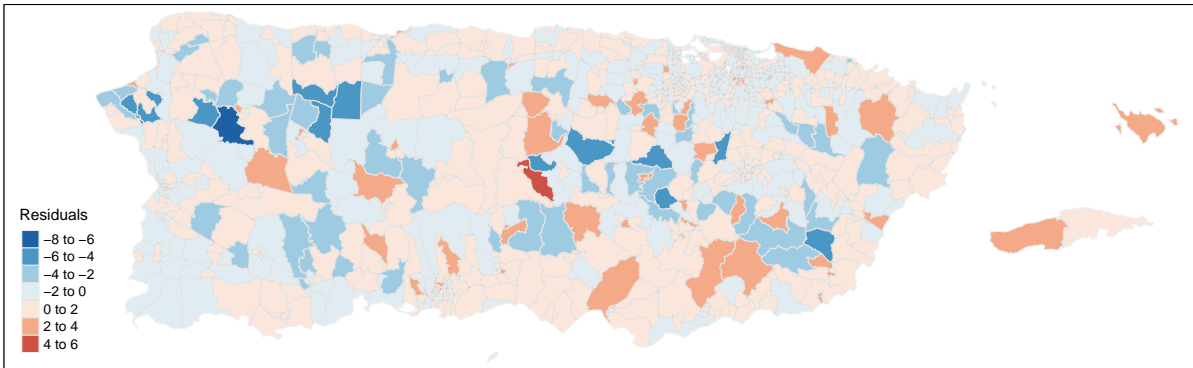 Residuals
−8 to −6
−6 to −4
−4 to −2
−2 to 0
0 to 2
2 to 4
4 to 6